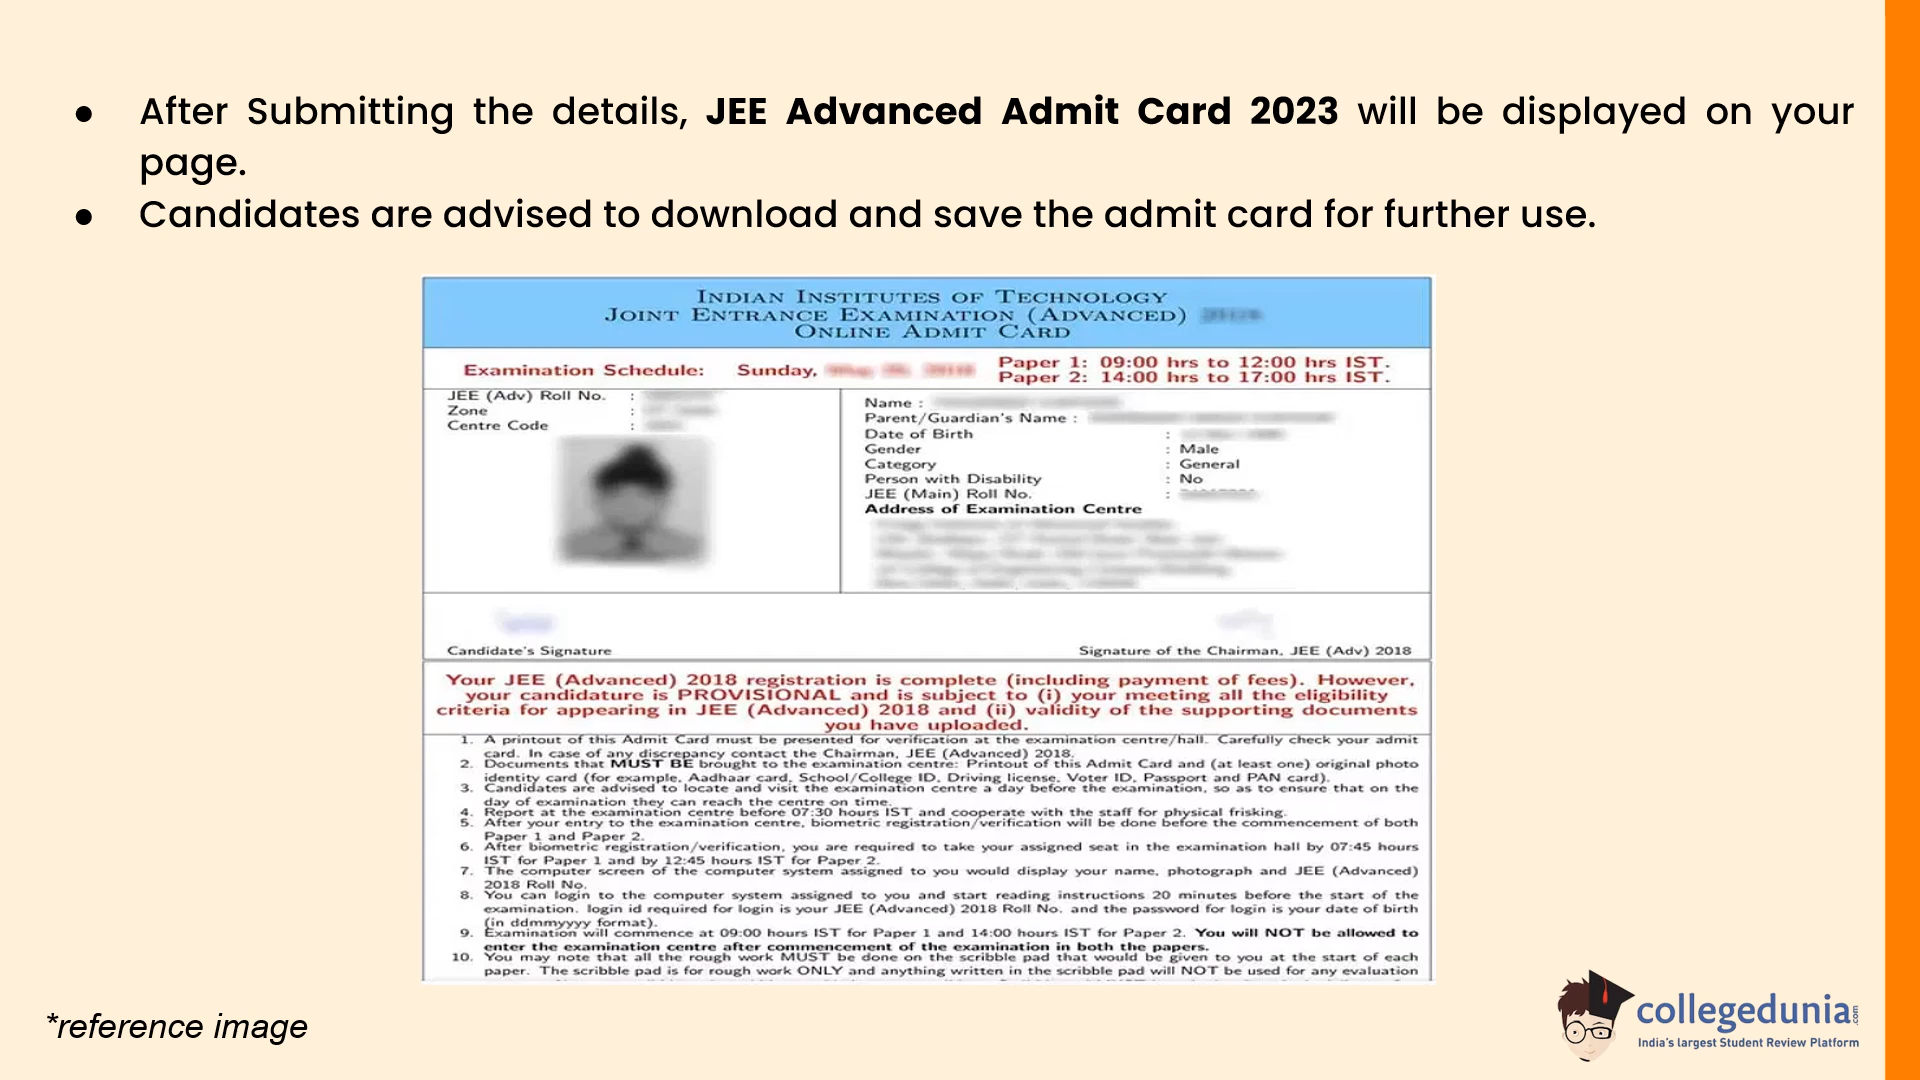 ● After Submitting the details, JEE Advanced Admit Card 2023 will be displayed on your
page.
● Candidates are advised to download and save the admit card for further use.
INDIAN INSTITUTES OF TECHNOLOGY
JOINT ENTRANCE EXAMINATION (ADVANCED)
ONLINE ADMIT CARD
Examination Schedule: Sunday,
Paper 1: 09:00 hrs to 12:00 hrs IST.
Paper 2: 14:00 hrs to 17:00 hrs IST.
JEE (Adv) Roll No. :
Zone :
Centre Code :
Name :
Parent/Guardian's Name :
Date of Birth :
Gender : Male
Category : General
Person with Disability : No
JEE (Main) Roll No. :
Address of Examination Centre
Candidate's Signature
Signature of the Chairman, JEE (Adv) 2018
Your JEE (Advanced) 2018 registration is complete (including payment of fees). However,
your candidature is PROVISIONAL and is subject to (i) your meeting all the eligibility
criteria for appearing in JEE (Advanced) 2018 and (ii) validity of the supporting documents
you have uploaded.
1. A printout of this Admit Card must be presented for verification at the examination centre/hall. Carefully check your admit
card. In case of any discrepancy contact the Chairman, JEE (Advanced) 2018.
2. Documents that MUST BE brought to the examination centre: Printout of this Admit Card and (at least one) original photo
identity card (for example, Aadhaar card, School/College ID, Driving license, Voter ID, Passport and PAN card).
3. Candidates are advised to locate and visit the examination centre a day before the examination, so as to ensure that on the
day of examination they can reach the centre on time.
4. Report at the examination centre before 07:30 hours IST and cooperate with the staff for physical frisking.
5. After your entry to the examination centre, biometric registration/verification will be done before the commencement of both
Paper 1 and Paper 2.
6. After biometric registration/verification, you are required to take your assigned seat in the examination hall by 07:45 hours
IST for Paper 1 and by 12:45 hours IST for Paper 2.
7. The computer screen of the computer system assigned to you would display your name, photograph and JEE (Advanced)
2018 Roll No.
8. You can login to the computer system assigned to you and start reading instructions 20 minutes before the start of the
examination. login id required for login is your JEE (Advanced) 2018 Roll No. and the password for login is your date of birth
(in ddmmyyyy format).
9. Examination will commence at 09:00 hours IST for Paper 1 and 14:00 hours IST for Paper 2. You will NOT be allowed to
enter the examination centre after commencement of the examination in both the papers.
10. You may note that all the rough work MUST be done on the scribble pad that would be given to you at the start of each
paper. The scribble pad is for rough work ONLY and anything written in the scribble pad will NOT be used for any evaluation
*reference image
collegedunia.com
India's largest Student Review Platform